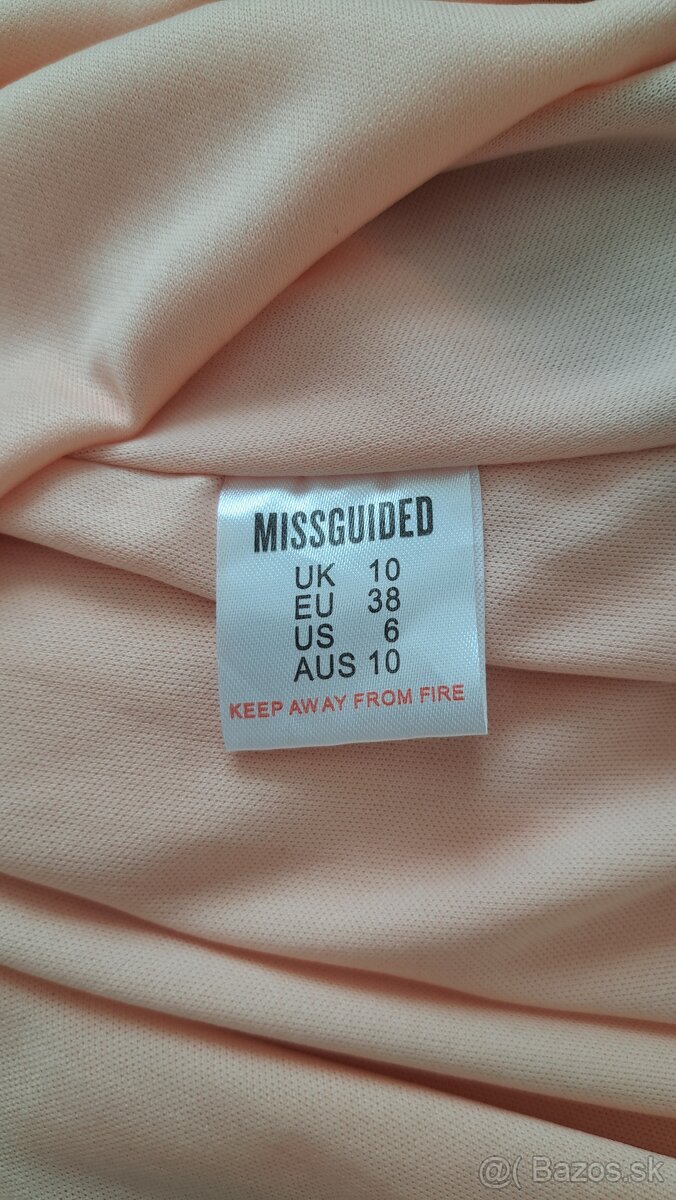 MISSGUIDED
UK 10
EU 38
US 6
AUS 10
KEEP AWAY FROM FIRE
@( Bazos.sk